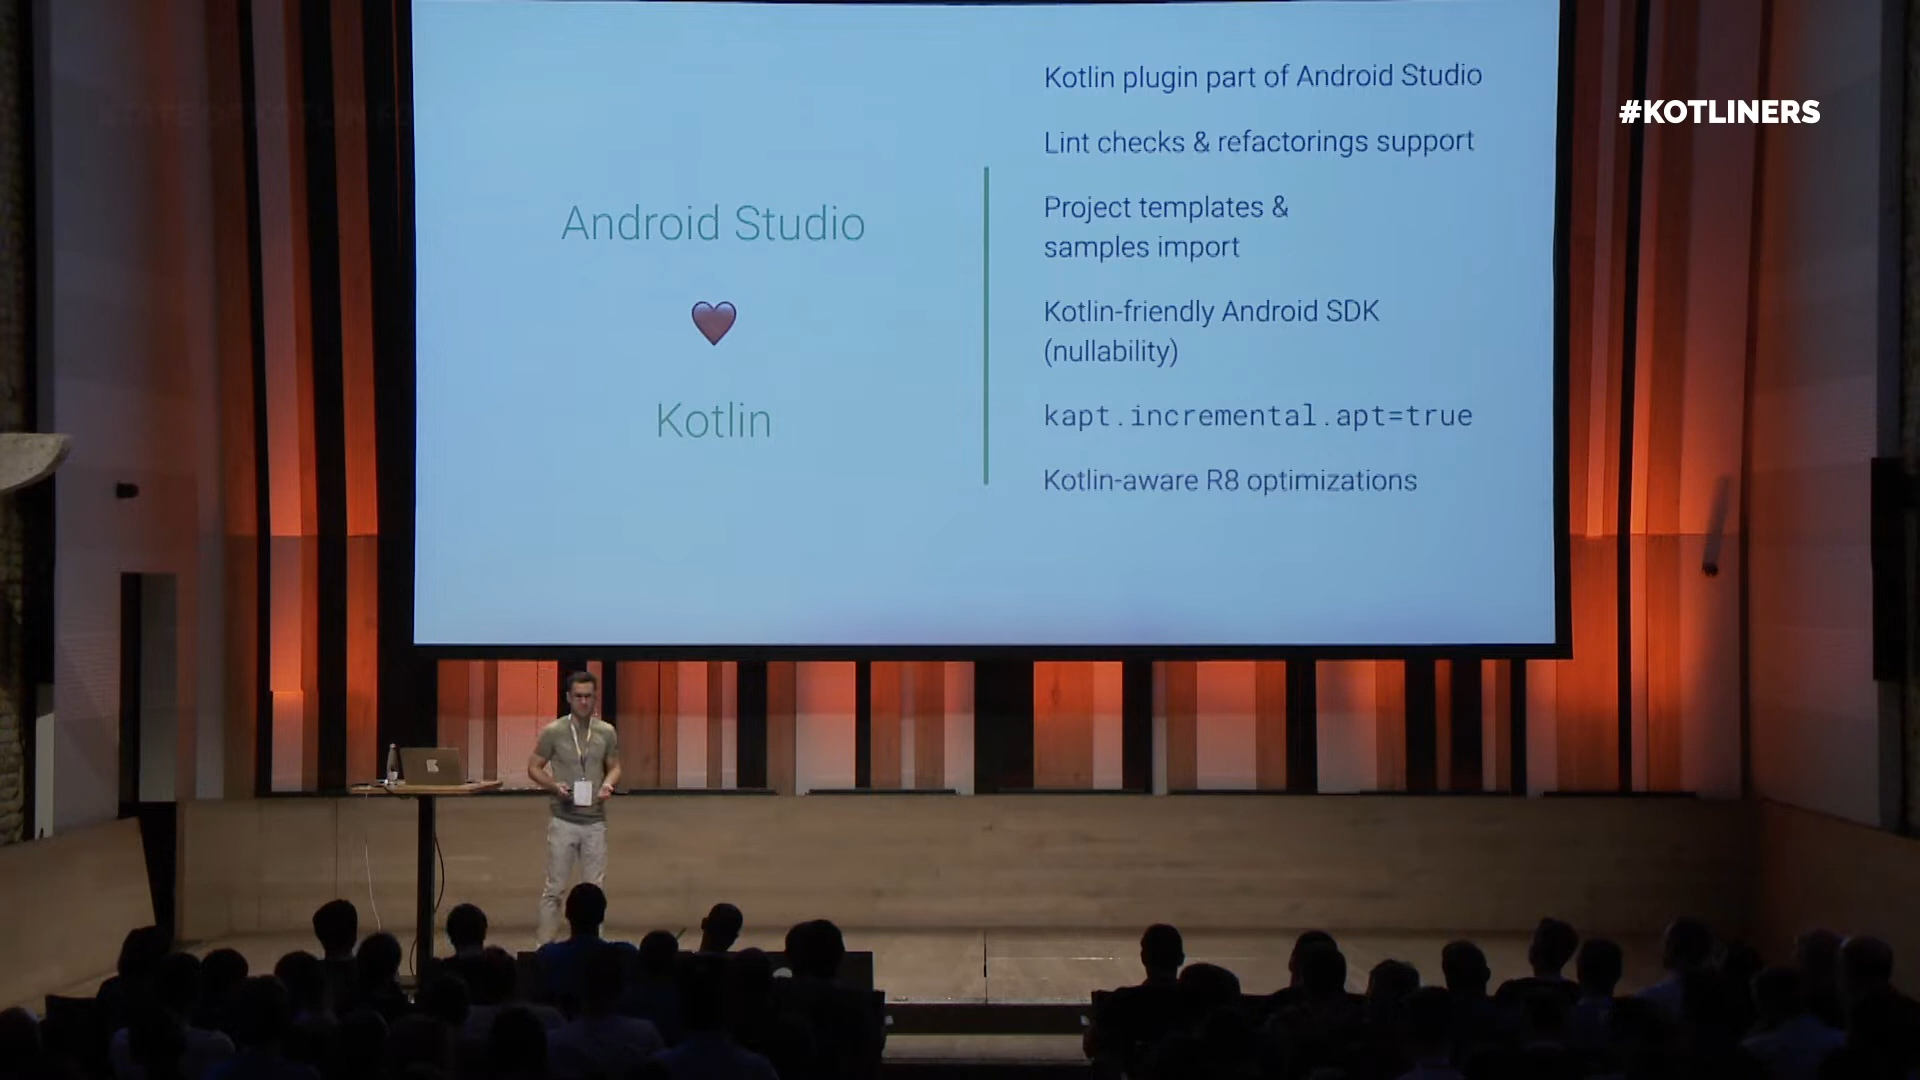 Android Studio
Kotlin
Kotlin plugin part of Android Studio
Lint checks & refactorings support
Project templates &
samples import
Kotlin-friendly Android SDK
(nullability)
kapt.incremental.apt=true
Kotlin-aware R8 optimizations
#KOTLINERS